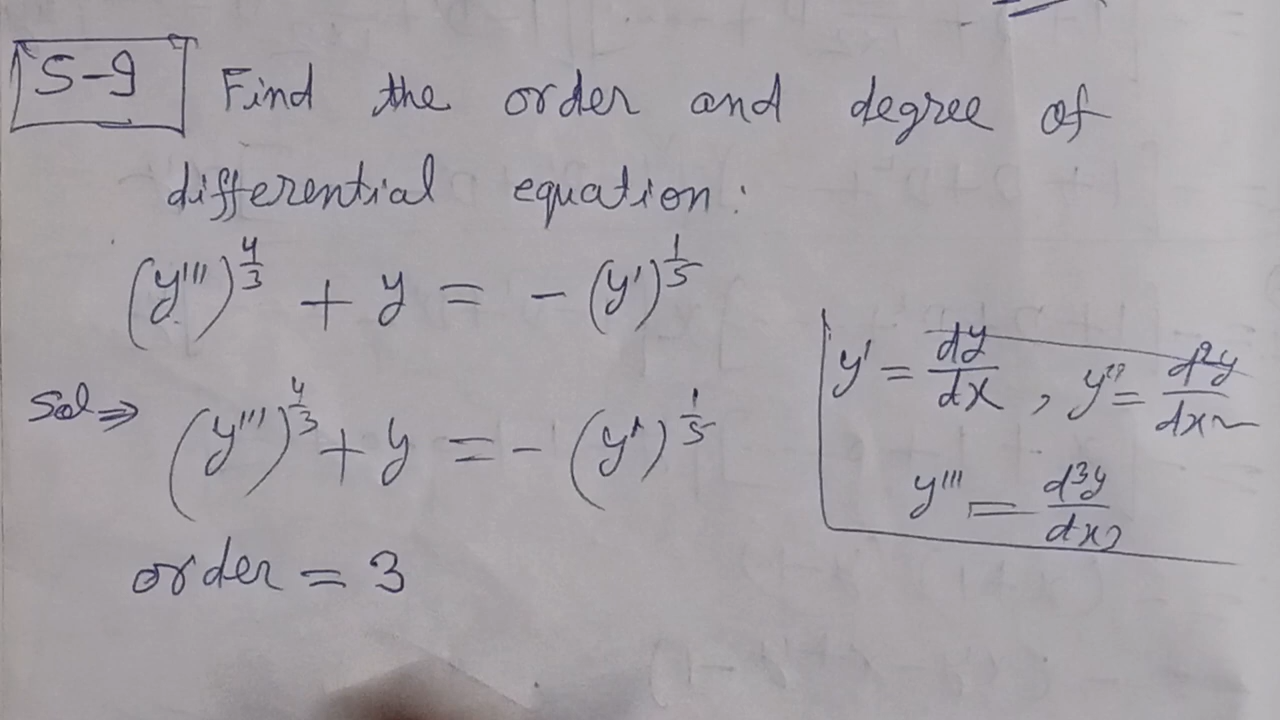 S-9 Find the order and degree of
differential equation:
(y''')^(4/3) + y = - (y')^(1/5)
Sol ⇒ (y''')^(4/3) + y = - (y')^(1/5)
order = 3
y' = dy/dx , y'' = d²y/dx²
y''' = d³y/dx³